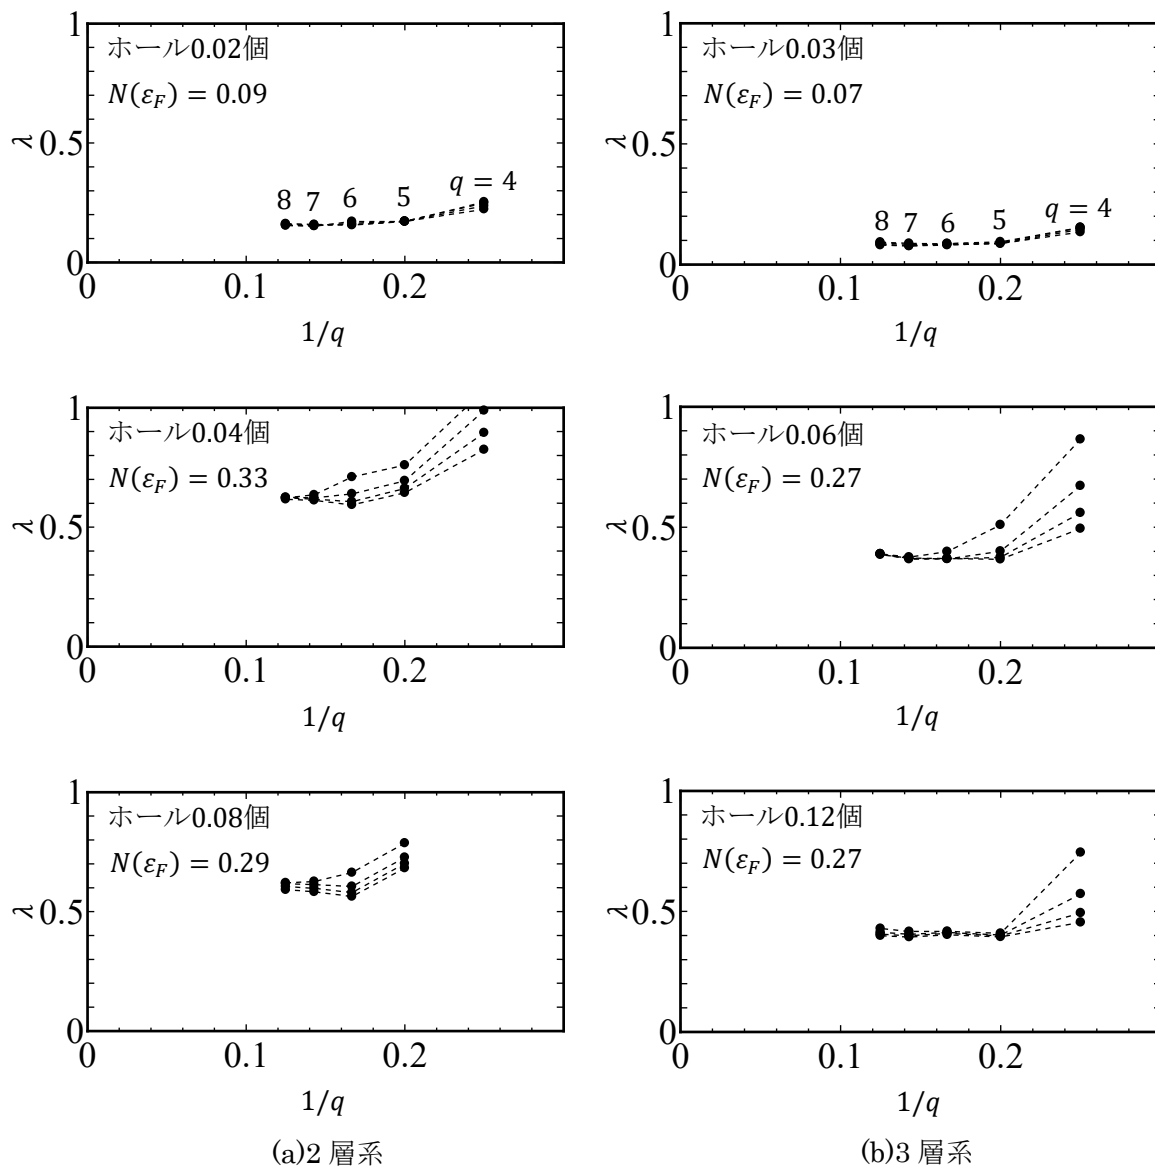 1
ホール0.02個
N(ε_F) = 0.09
λ
0.5
8 7 6 5 q = 4
0
0 0.1 0.2
1/q
1
ホール0.04個
N(ε_F) = 0.33
λ
0.5
0
0 0.1 0.2
1/q
1
ホール0.08個
N(ε_F) = 0.29
λ
0.5
0
0 0.1 0.2
1/q
(a)2 層系
1
ホール0.03個
N(ε_F) = 0.07
λ
0.5
8 7 6 5 q = 4
0
0 0.1 0.2
1/q
1
ホール0.06個
N(ε_F) = 0.27
λ
0.5
0
0 0.1 0.2
1/q
1
ホール0.12個
N(ε_F) = 0.27
λ
0.5
0
0 0.1 0.2
1/q
(b)3 層系